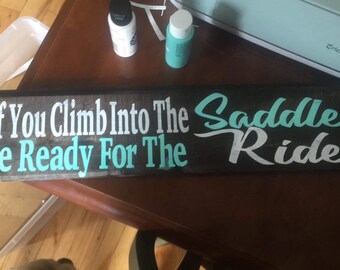 f You Climb Into The Saddle
e Ready For The Ride